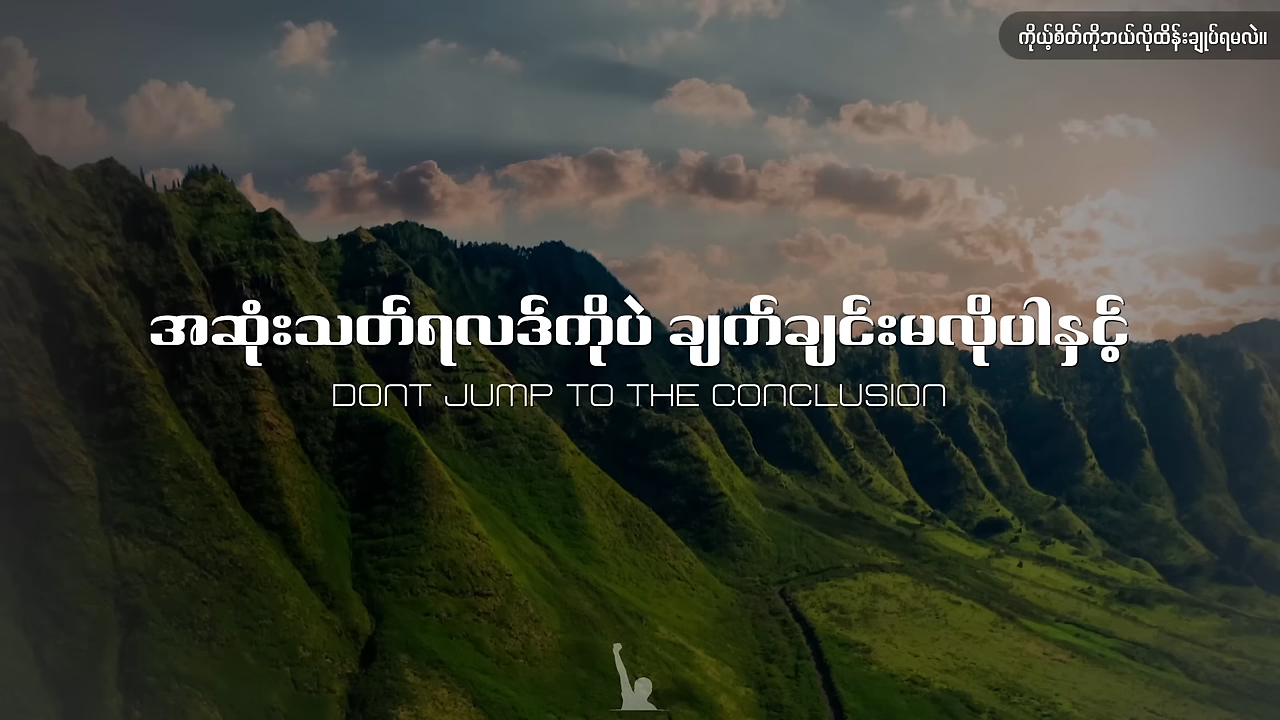 ကိုယ့်စိတ်ကိုဘယ်လိုထိန်းချုပ်ရမလဲ။
အဆုံးသတ်ရလဒ်ကိုပဲ ချက်ချင်းမလိုပါနှင့်
DONT JUMP TO THE CONCLUSION